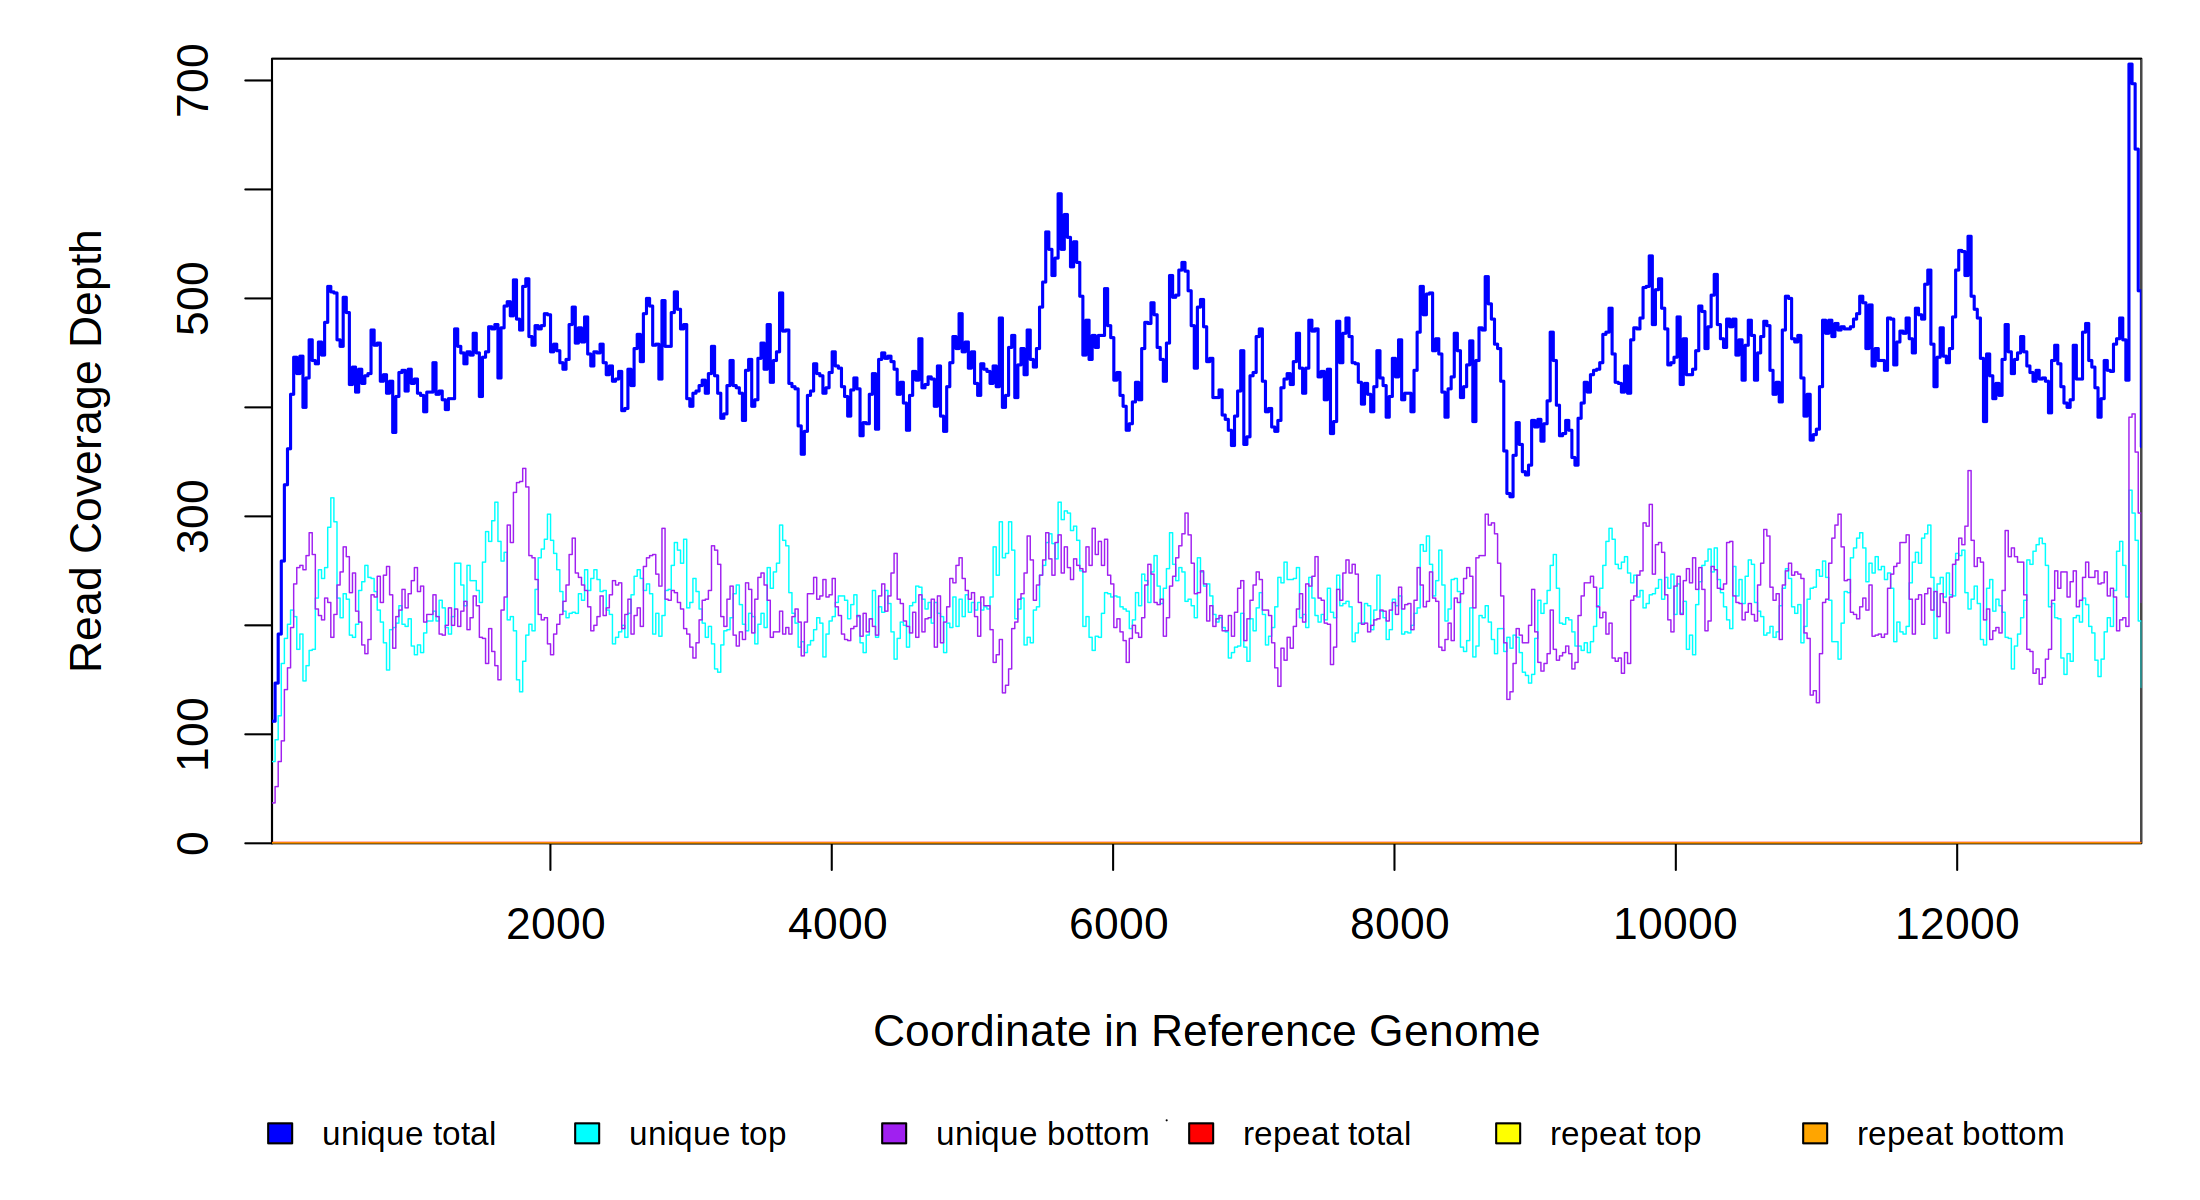 700
500
300
100
0
Read Coverage Depth
2000 4000 6000 8000 10000 12000
Coordinate in Reference Genome
unique total unique top unique bottom repeat total repeat top repeat bottom